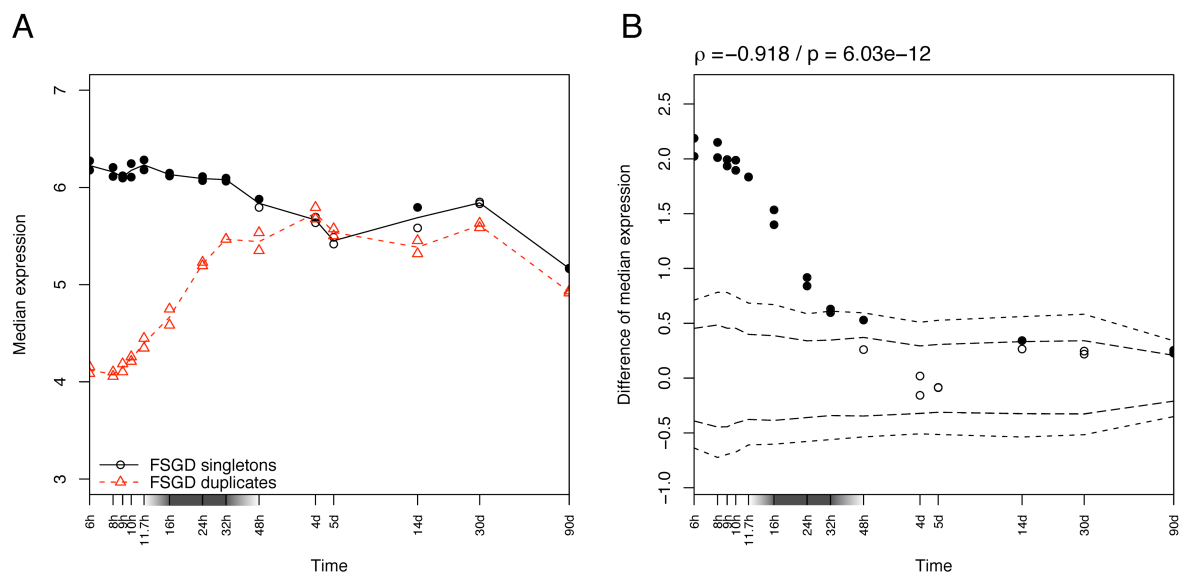 A
Median expression
7
6
5
4
3
FSGD singletons
FSGD duplicates
6h 8h 9h 10h 11.7h 16h 24h 32h 48h 4d 5d 14d 30d 90d
Time
B
ρ =−0.918 / p = 6.03e−12
Difference of median expression
2.5
2.0
1.5
1.0
0.5
0.0
−0.5
−1.0
6h 8h 9h 10h 11.7h 16h 24h 32h 48h 4d 5d 14d 30d 90d
Time